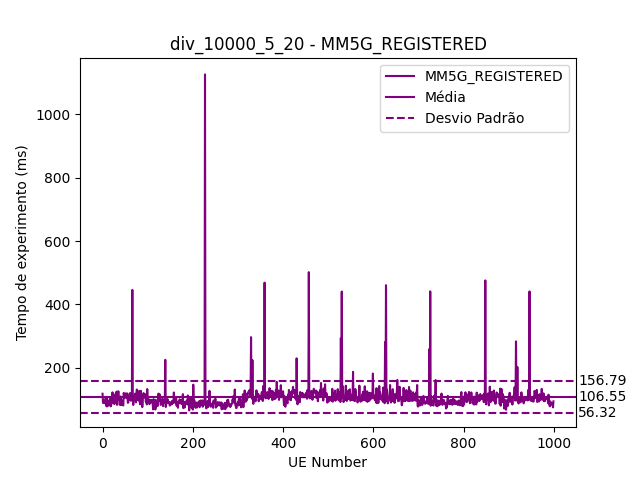 div_10000_5_20 - MM5G_REGISTERED
MM5G_REGISTERED
Média
Desvio Padrão
Tempo de experimento (ms)
1000
800
600
400
200
156.79
106.55
56.32
0 200 400 600 800 1000
UE Number